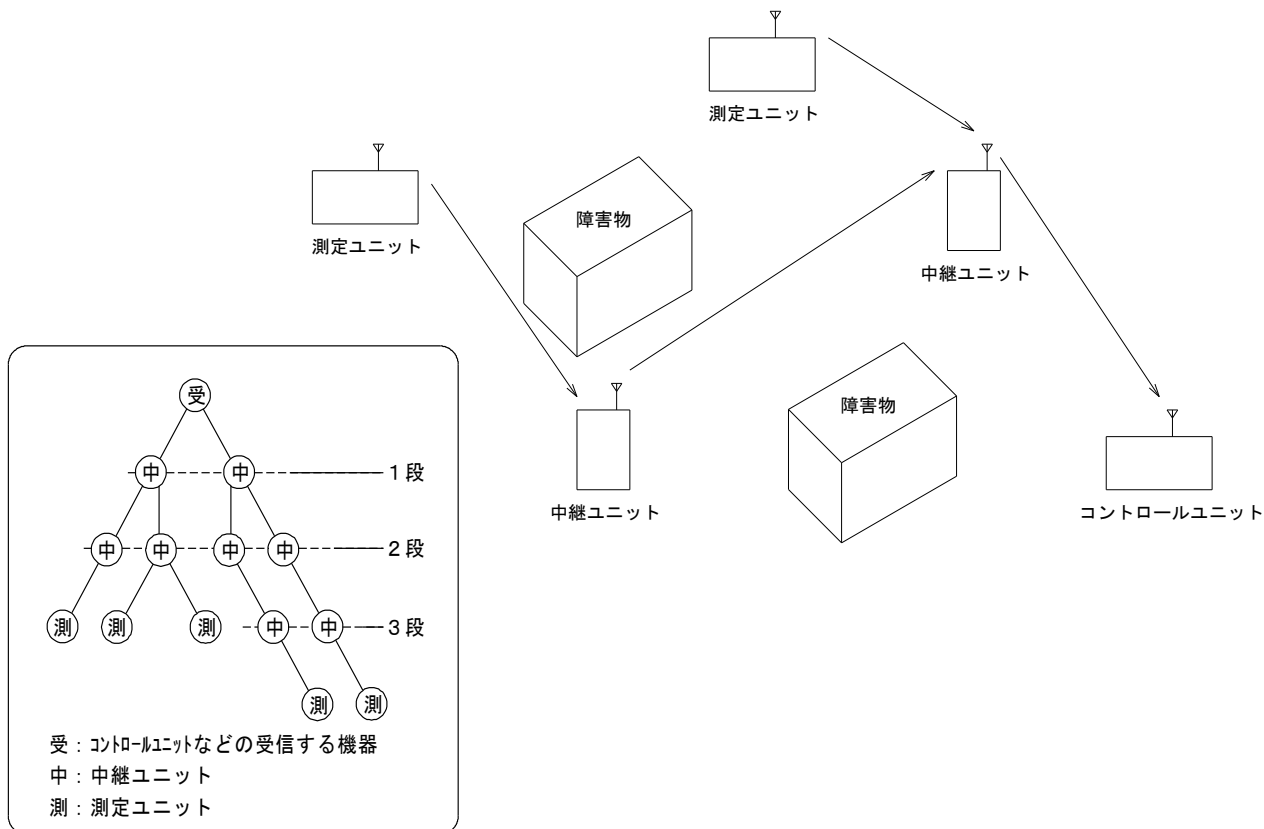 測定ユニット
測定ユニット
障害物
中継ユニット
障害物
中継ユニット
コントロールユニット
受
中 中 1段
中 中 中 中 2段
測 測 測 中 中 3段
測 測
受：コントロールユニットなどの受信する機器
中：中継ユニット
測：測定ユニット